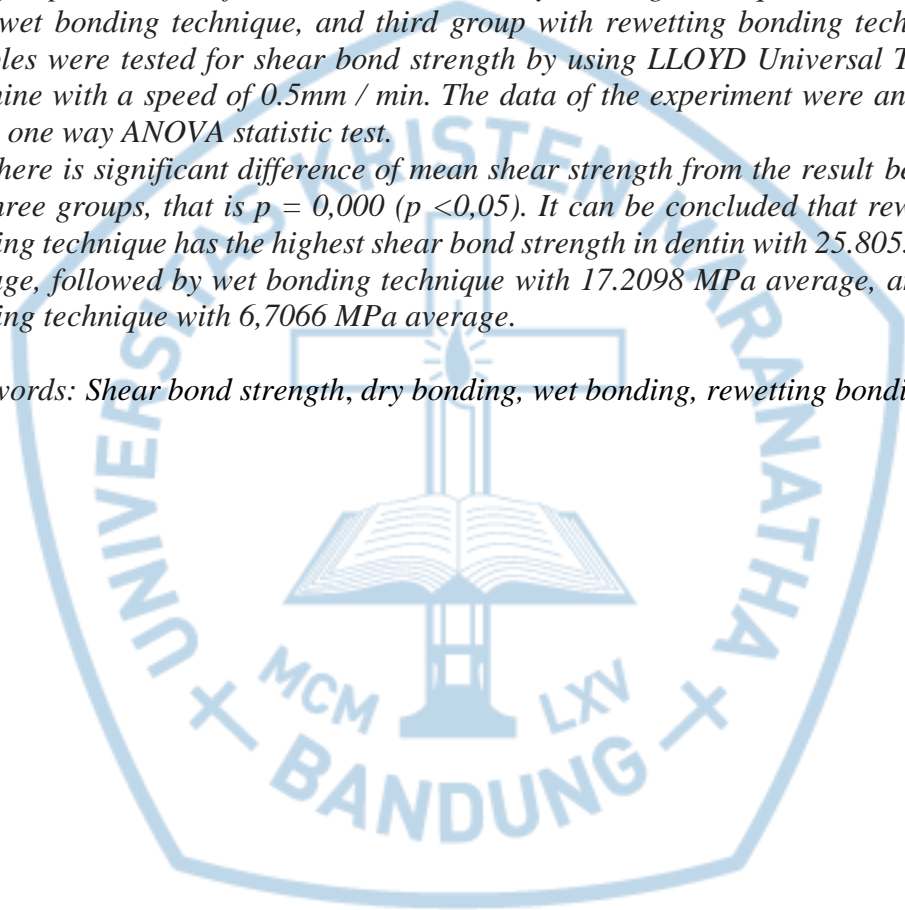 wet bonding technique, and third group with rewetting bonding tech
les were tested for shear bond strength by using LLOYD Universal T
ine with a speed of 0.5mm / min. The data of the experiment were an
one way ANOVA statistic test.
here is significant difference of mean shear strength from the result be
hree groups, that is p = 0,000 (p <0,05). It can be concluded that rew
ing technique has the highest shear bond strength in dentin with 25.805
age, followed by wet bonding technique with 17.2098 MPa average, a
ing technique with 6,7066 MPa average.
words: Shear bond strength, dry bonding, wet bonding, rewetting bondi
UNIVERSITAS KRISTEN MARANATHA
MCM LXV
BANDUNG